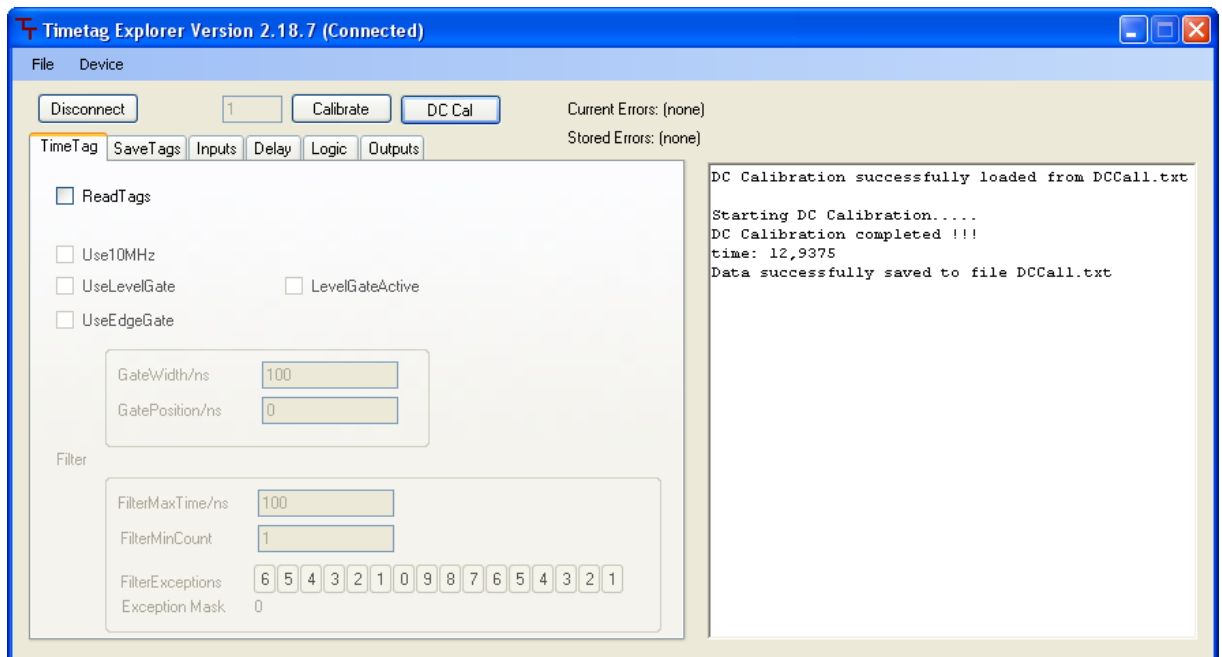 Timetag Explorer Version 2.18.7 (Connected)
File Device
Disconnect 1 Calibrate DC Cal Current Errors: (none)
Stored Errors: (none)
TimeTag SaveTags Inputs Delay Logic Outputs
ReadTags
Use10MHz
UseLevelGate LevelGateActive
UseEdgeGate
GateWidth/ns 100
GatePosition/ns 0
Filter
FilterMaxTime/ns 100
FilterMinCount 1
FilterExceptions 6 5 4 3 2 1 0 9 8 7 6 5 4 3 2 1
Exception Mask 0
DC Calibration successfully loaded from DCCall.txt
Starting DC Calibration.....
DC Calibration completed !!!
time: 12,9375
Data successfully saved to file DCCall.txt